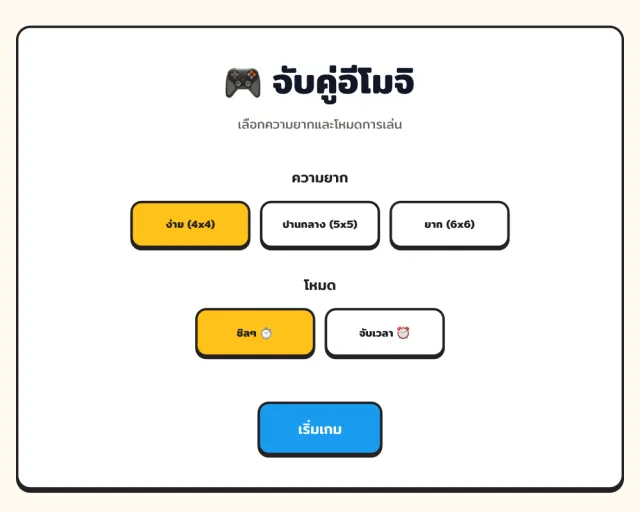 🎮 จับคู่อีโมจิ
เลือกความยากและโหมดการเล่น
ความยาก
ง่าย (4x4) ปานกลาง (5x5) ยาก (6x6)
โหมด
ชิลๆ ⏱️ จับเวลา ⏰
เริ่มเกม